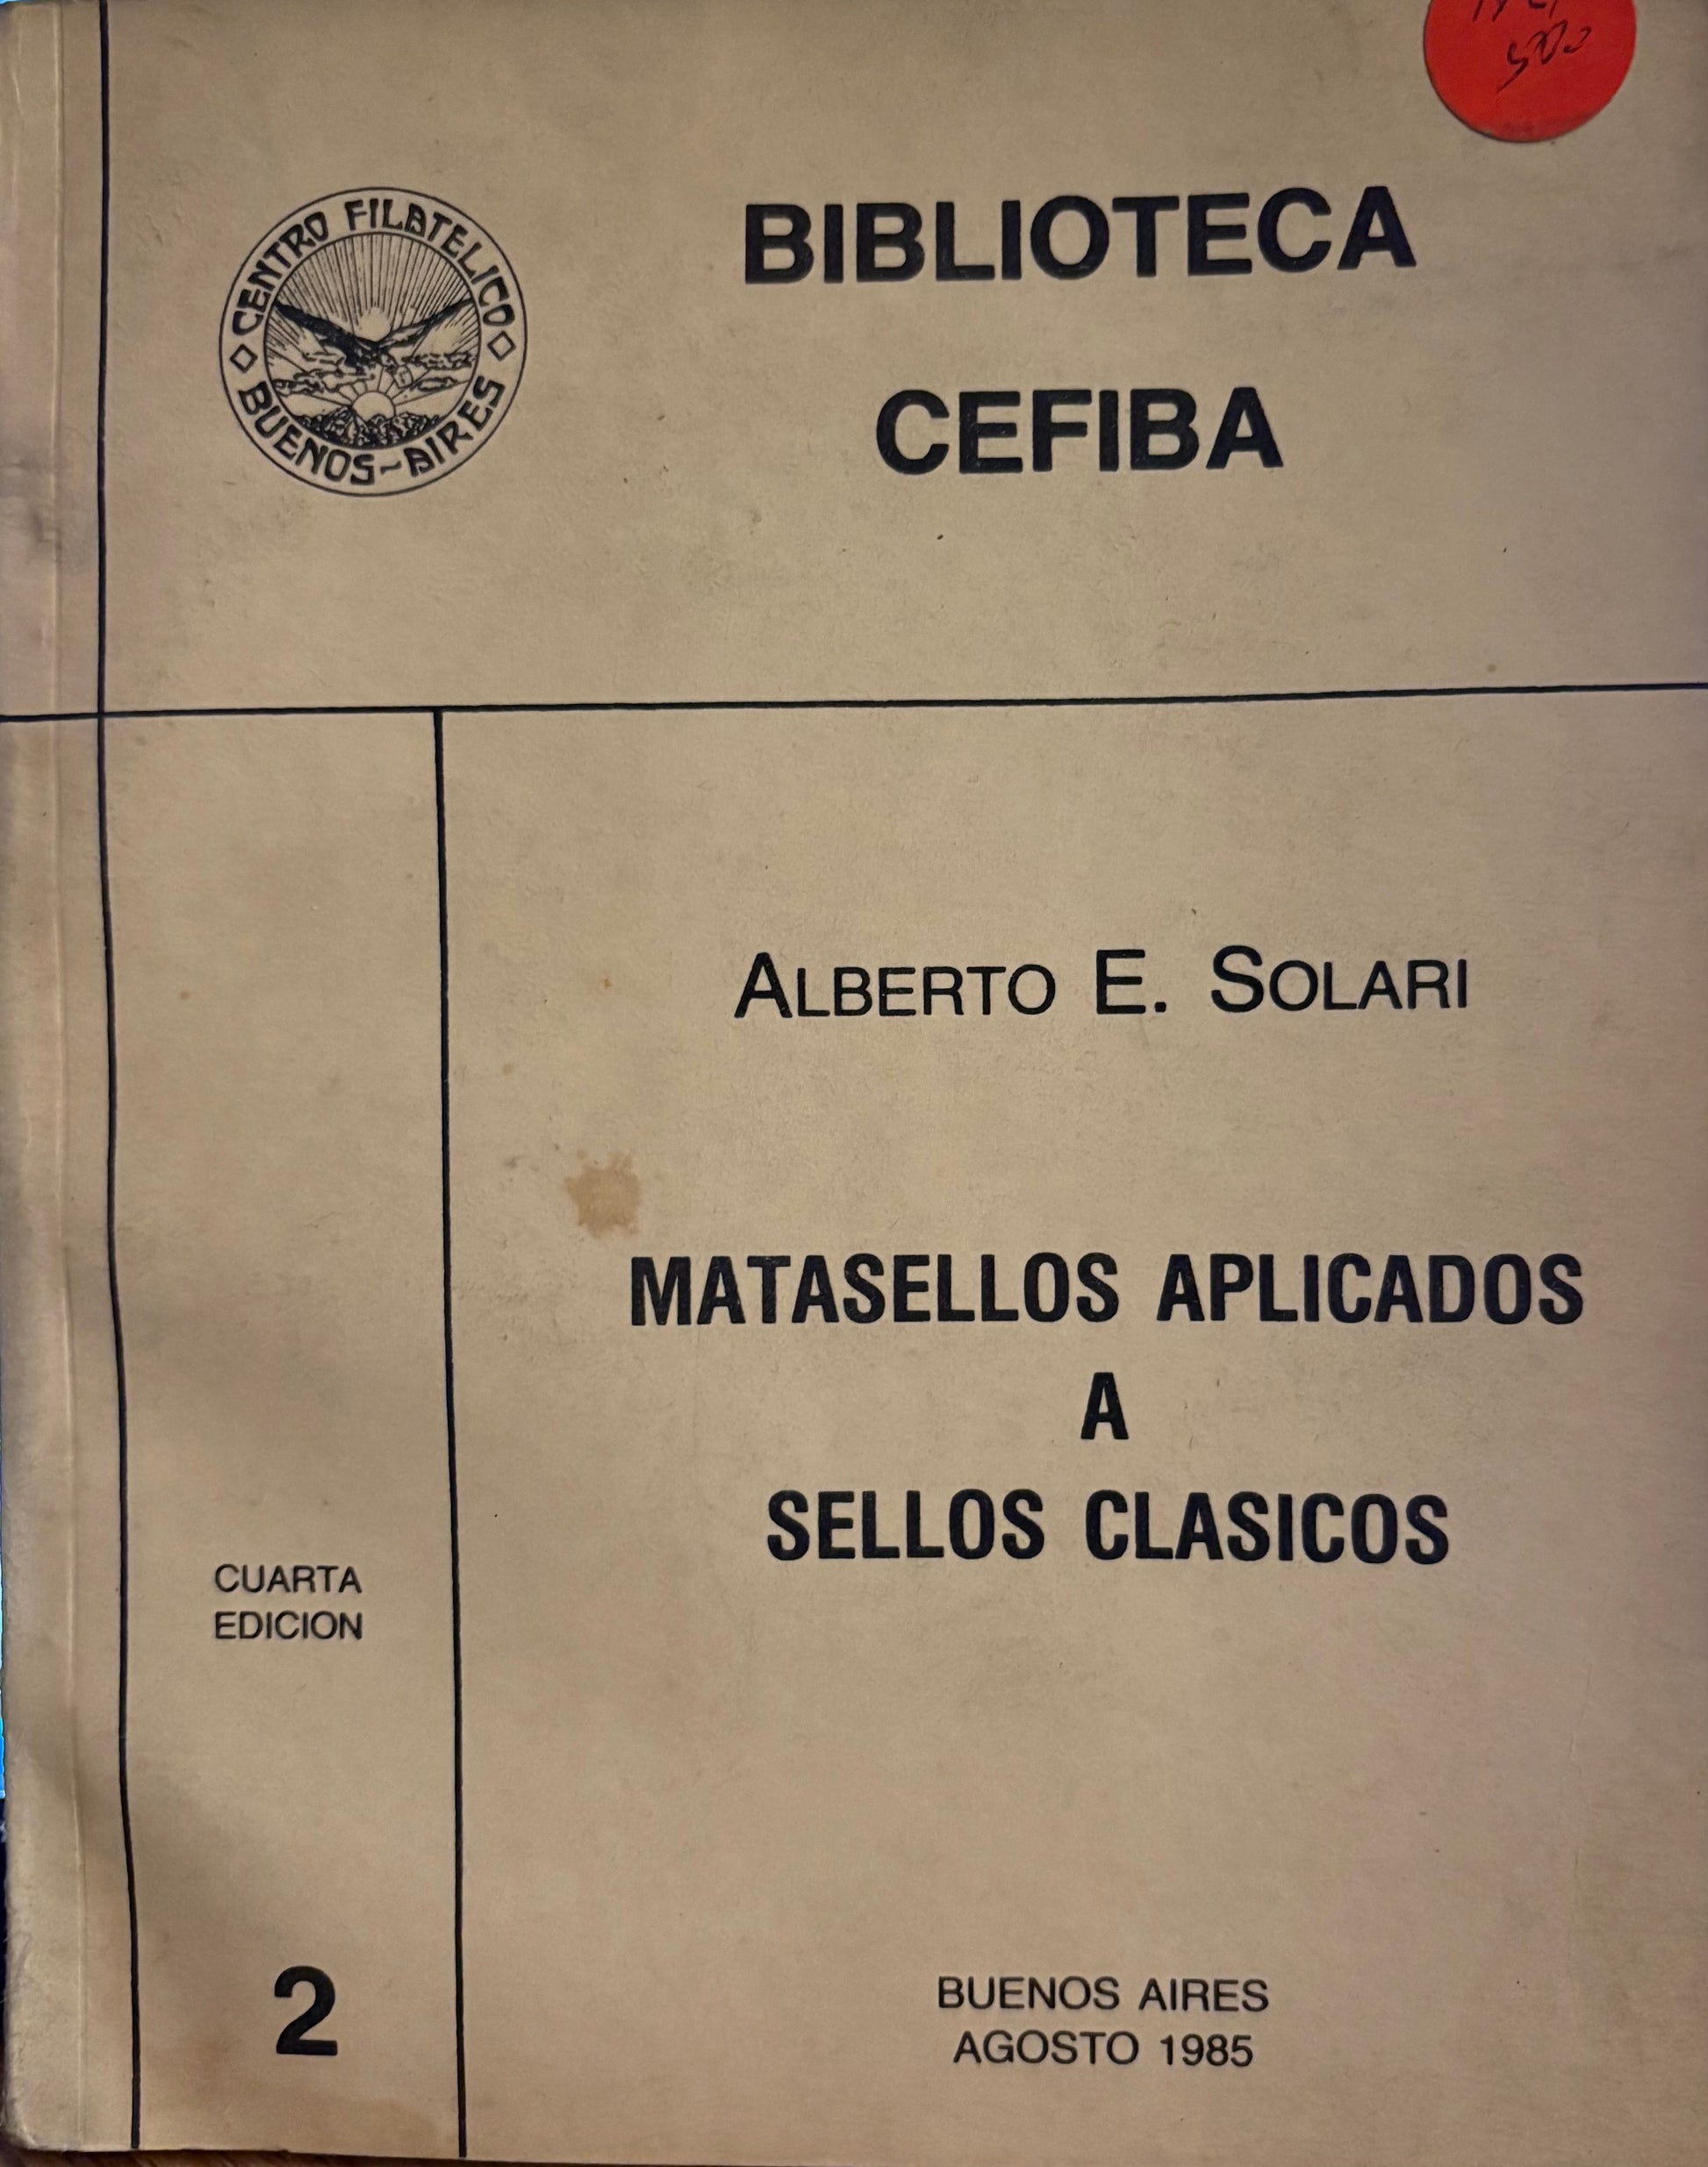 CENTRO FILATELICO
BUENOS-AIRES
BIBLIOTECA
CEFIBA
ALBERTO E. SOLARI
MATASELLOS APLICADOS
A
SELLOS CLASICOS
CUARTA
EDICION
2
BUENOS AIRES
AGOSTO 1985